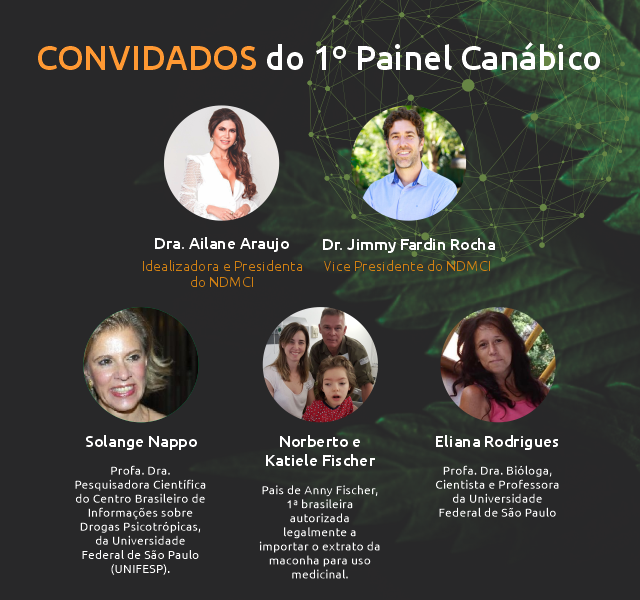 CONVIDADOS do 1º Painel Canábico
Dra. Ailane Araujo
Idealizadora e Presidenta
do NDMCI
Dr. Jimmy Fardin Rocha
Vice Presidente do NDMCI
Solange Nappo
Profa. Dra.
Pesquisadora Científica
do Centro Brasileiro de
Informações sobre
Drogas Psicotrópicas,
da Universidade
Federal de São Paulo
(UNIFESP).
Norberto e
Katiele Fischer
Pais de Anny Fischer,
1ª brasileira
autorizada
legalmente a
importar o extrato da
maconha para uso
medicinal.
Eliana Rodrigues
Profa. Dra. Bióloga,
Cientista e Professora
da Universidade
Federal de São Paulo